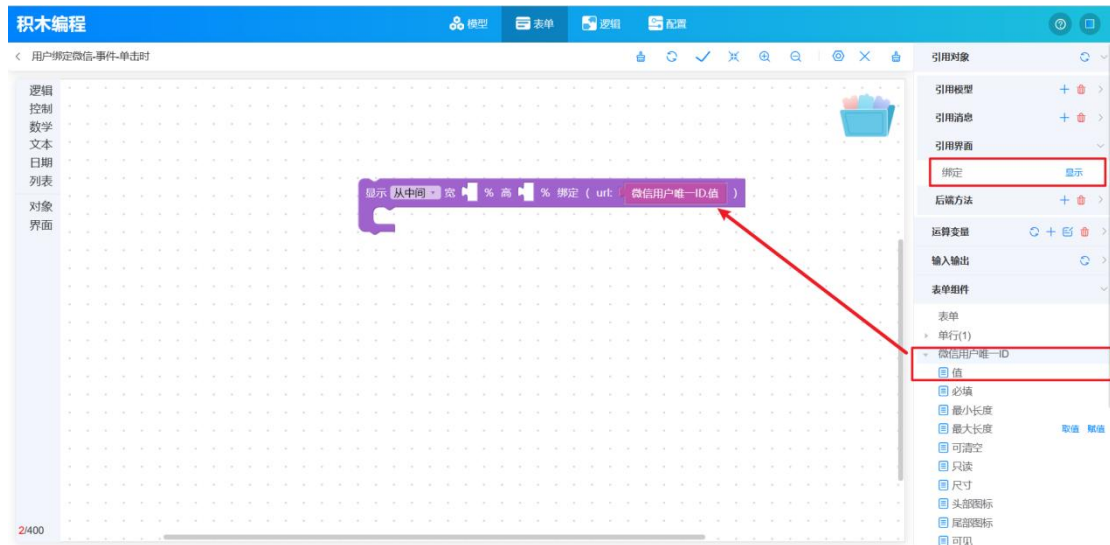 积木编程 模型 表单 逻辑 配置
用户绑定微信-事件-单击时
引用对象
逻辑
控制
数学
文本
日期
列表
对象
界面
显示 从中间 宽 % 高 % 绑定 ( url: 微信用户唯一ID.值 )
2/400
引用模型
引用消息
引用界面
绑定 显示
后端方法
运算变量
输入输出
表单组件
表单
单行(1)
微信用户唯一ID
值
必填
最小长度
最大长度 取值 赋值
可清空
只读
尺寸
头部图标
尾部图标
可见